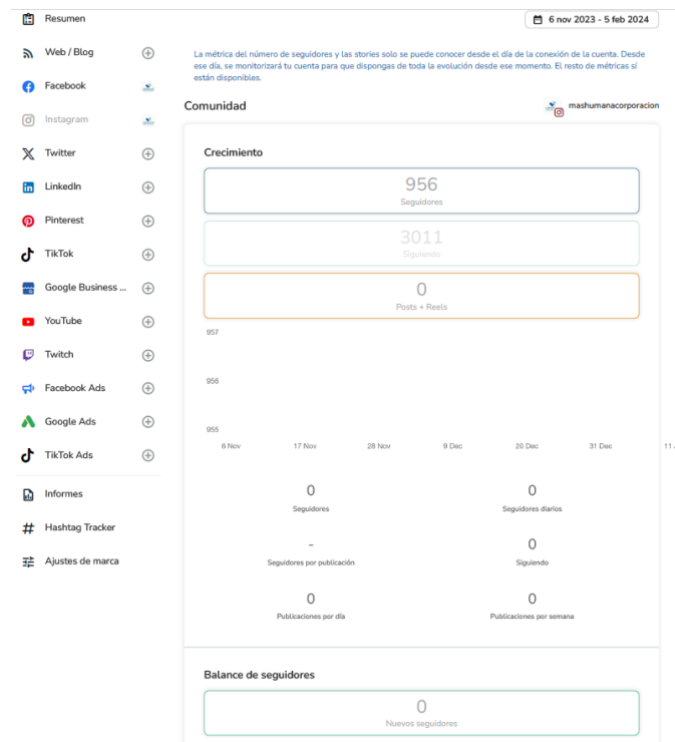 Resumen
6 nov 2023 - 5 feb 2024
Web / Blog
Facebook
Instagram
Twitter
LinkedIn
Pinterest
TikTok
Google Business ...
YouTube
Twitch
Facebook Ads
Google Ads
TikTok Ads
Informes
Hashtag Tracker
Ajustes de marca
La métrica del número de seguidores y las stories solo se puede conocer desde el día de la conexión de la cuenta. Desde
ese día, se monitorizará tu cuenta para que dispongas de toda la evolución desde ese momento. El resto de métricas sí
están disponibles.
Comunidad
mashumanacorporacion
Crecimiento
956
Seguidores
3011
Siguiendo
0
Posts + Reels
957
956
955
6 Nov 17 Nov 28 Nov 9 Dec 20 Dec 31 Dec 11
0 0
Seguidores Seguidores diarios
- 0
Seguidores por publicación Siguiendo
0 0
Publicaciones por día Publicaciones por semana
Balance de seguidores
0
Nuevos seguidores